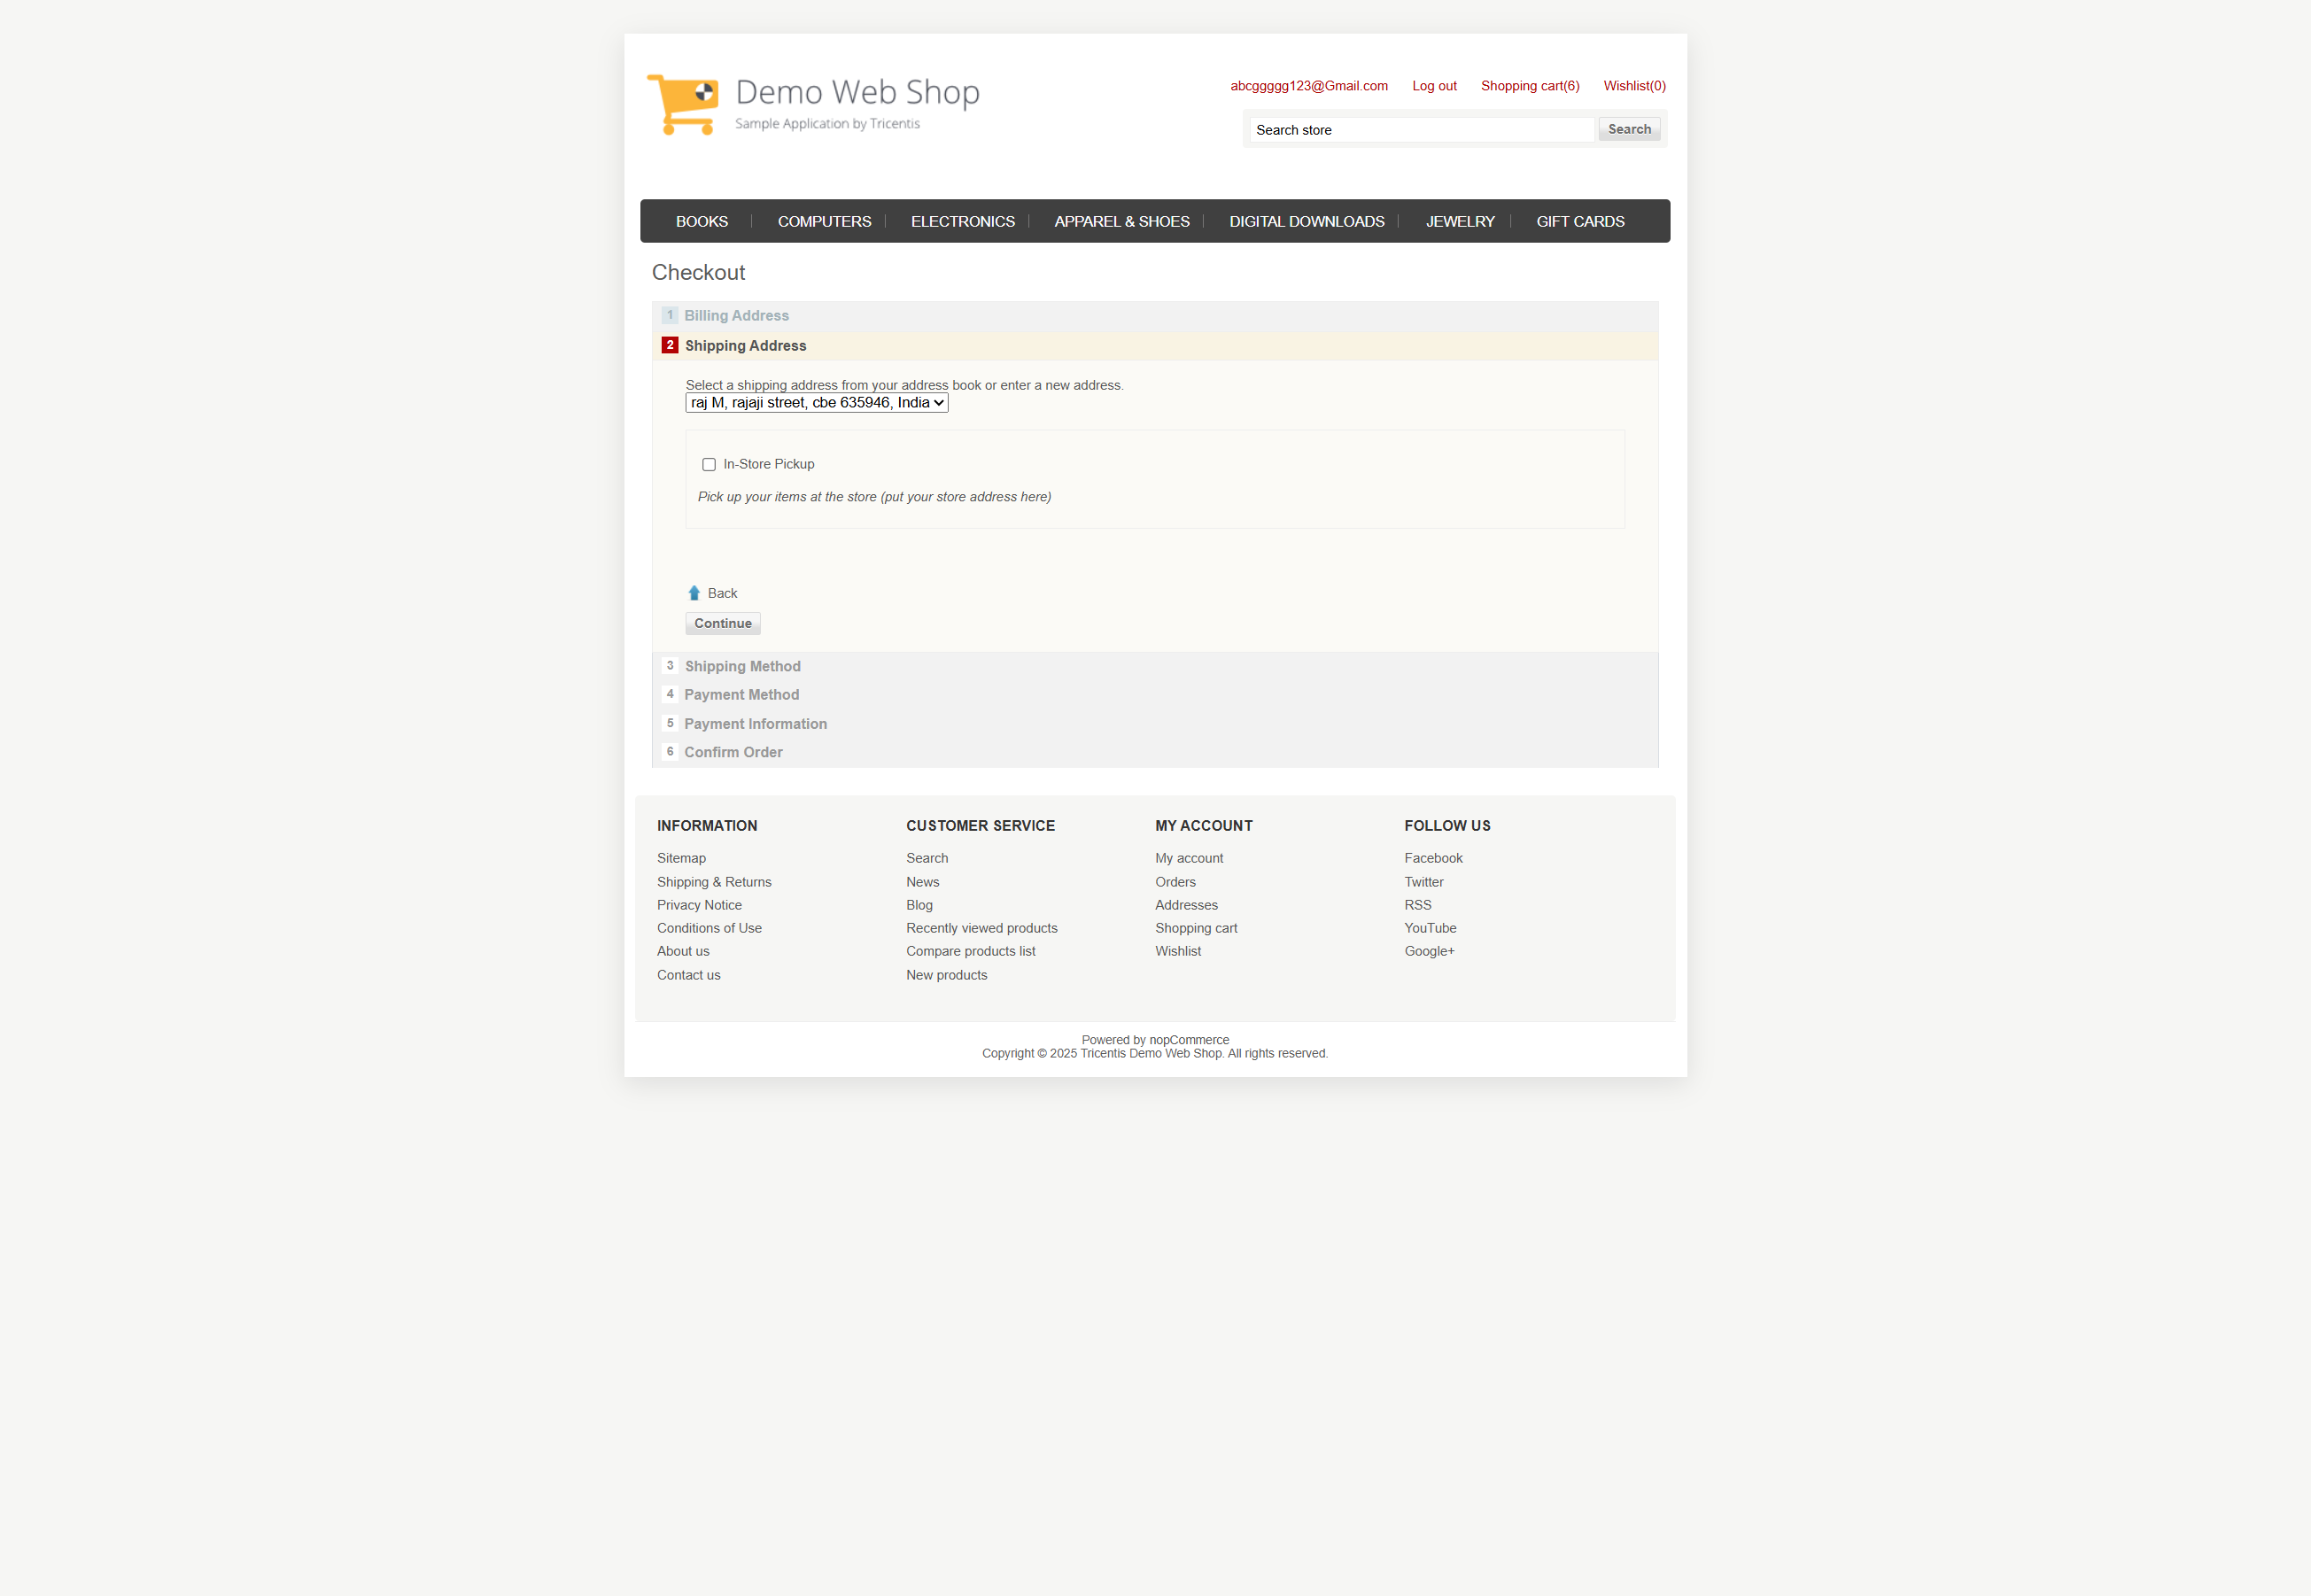 Demo Web Shop
Sample Application by Tricentis
abcggggg123@Gmail.com Log out Shopping cart(6) Wishlist(0)
Search store Search
BOOKS COMPUTERS ELECTRONICS APPAREL & SHOES DIGITAL DOWNLOADS JEWELRY GIFT CARDS
Checkout
1 Billing Address
2 Shipping Address
Select a shipping address from your address book or enter a new address.
raj M, rajaji street, cbe 635946, India
In-Store Pickup
Pick up your items at the store (put your store address here)
Back
Continue
3 Shipping Method
4 Payment Method
5 Payment Information
6 Confirm Order
INFORMATION
Sitemap
Shipping & Returns
Privacy Notice
Conditions of Use
About us
Contact us
CUSTOMER SERVICE
Search
News
Blog
Recently viewed products
Compare products list
New products
MY ACCOUNT
My account
Orders
Addresses
Shopping cart
Wishlist
FOLLOW US
Facebook
Twitter
RSS
YouTube
Google+
Powered by nopCommerce
Copyright © 2025 Tricentis Demo Web Shop. All rights reserved.